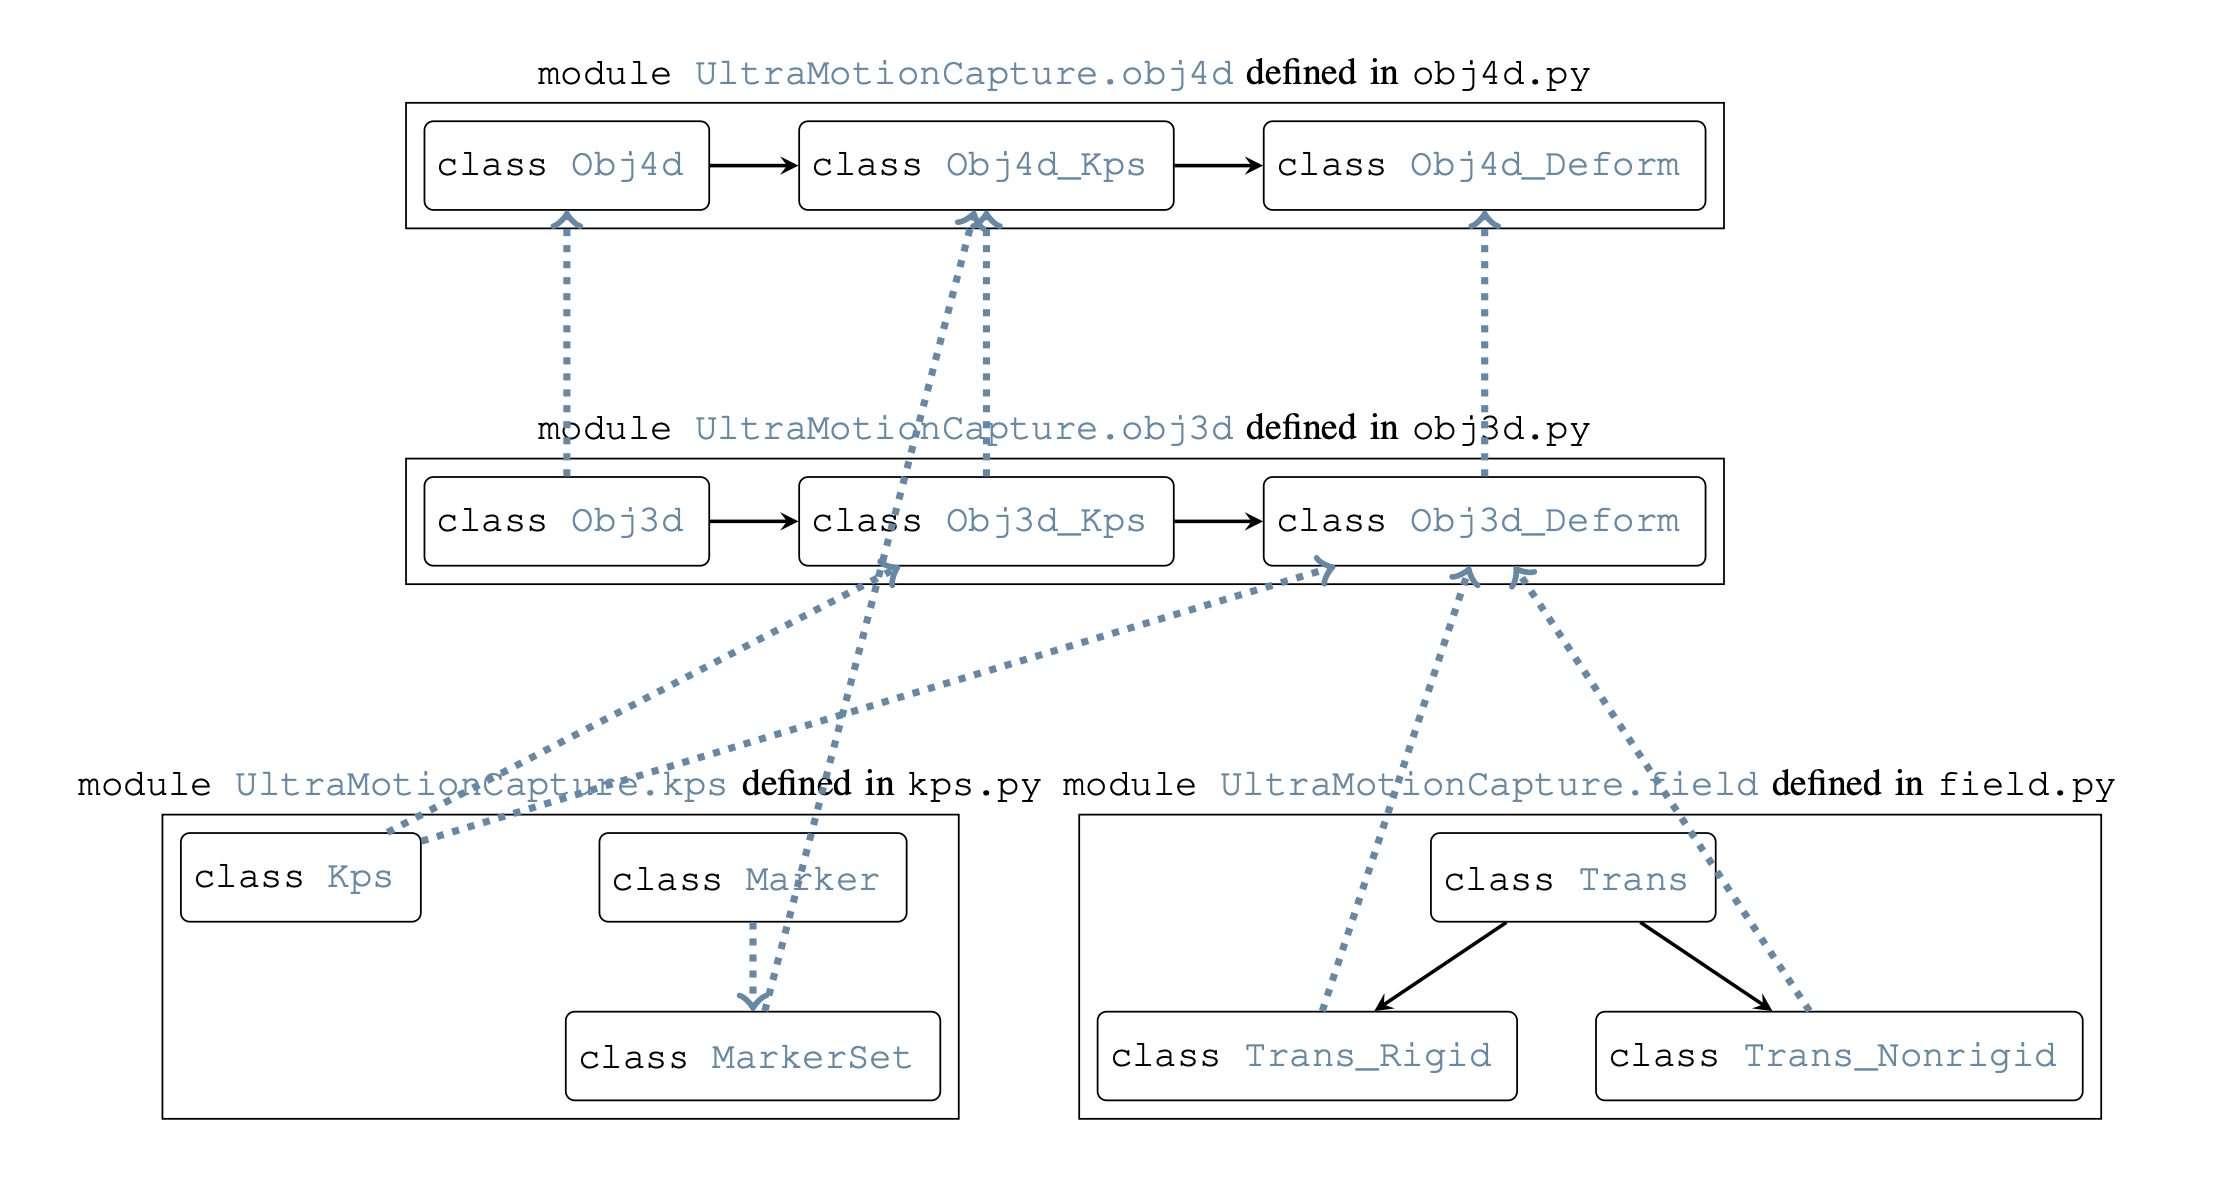 module UltraMotionCapture.obj4d defined in obj4d.py
class Obj4d
class Obj4d_Kps
class Obj4d_Deform
module UltraMotionCapture.obj3d defined in obj3d.py
class Obj3d
class Obj3d_Kps
class Obj3d_Deform
module UltraMotionCapture.kps defined in kps.py
class Kps
class Marker
class MarkerSet
module UltraMotionCapture.field defined in field.py
class Trans
class Trans_Rigid
class Trans_Nonrigid